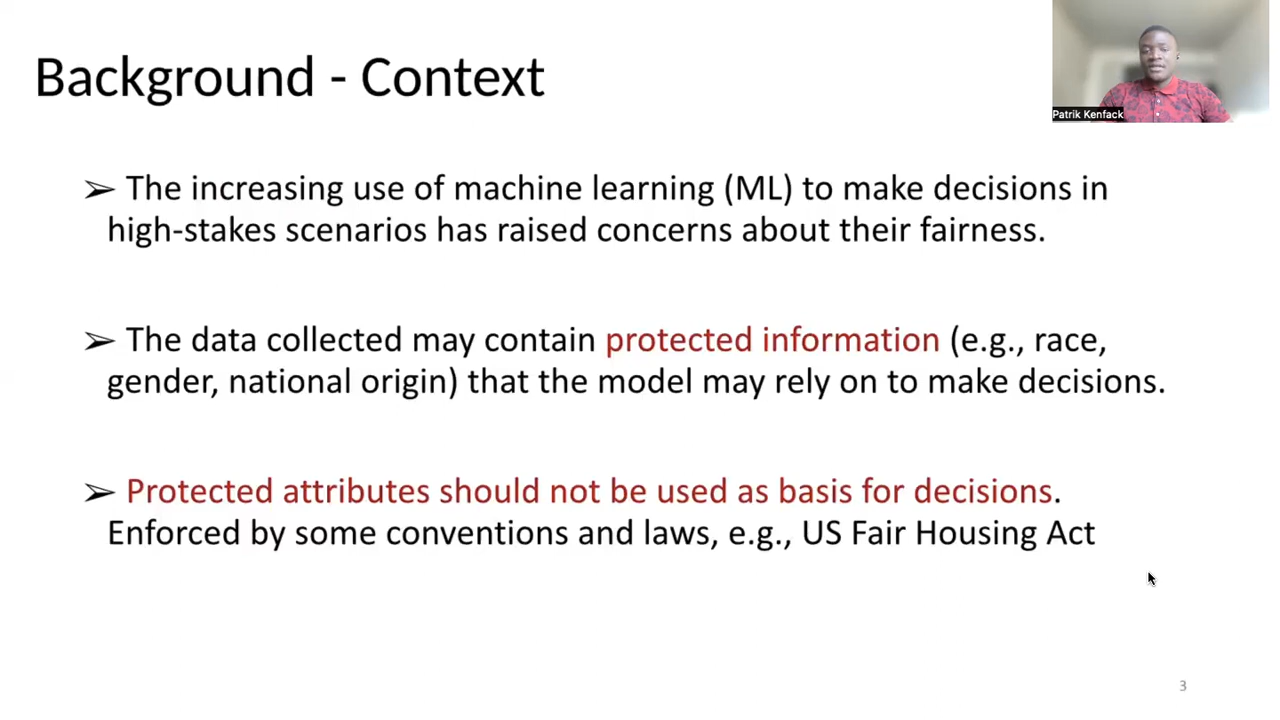 Background - Context
Patrik Kenfack
➢ The increasing use of machine learning (ML) to make decisions in
high-stakes scenarios has raised concerns about their fairness.
➢ The data collected may contain protected information (e.g., race,
gender, national origin) that the model may rely on to make decisions.
➢ Protected attributes should not be used as basis for decisions.
Enforced by some conventions and laws, e.g., US Fair Housing Act
3